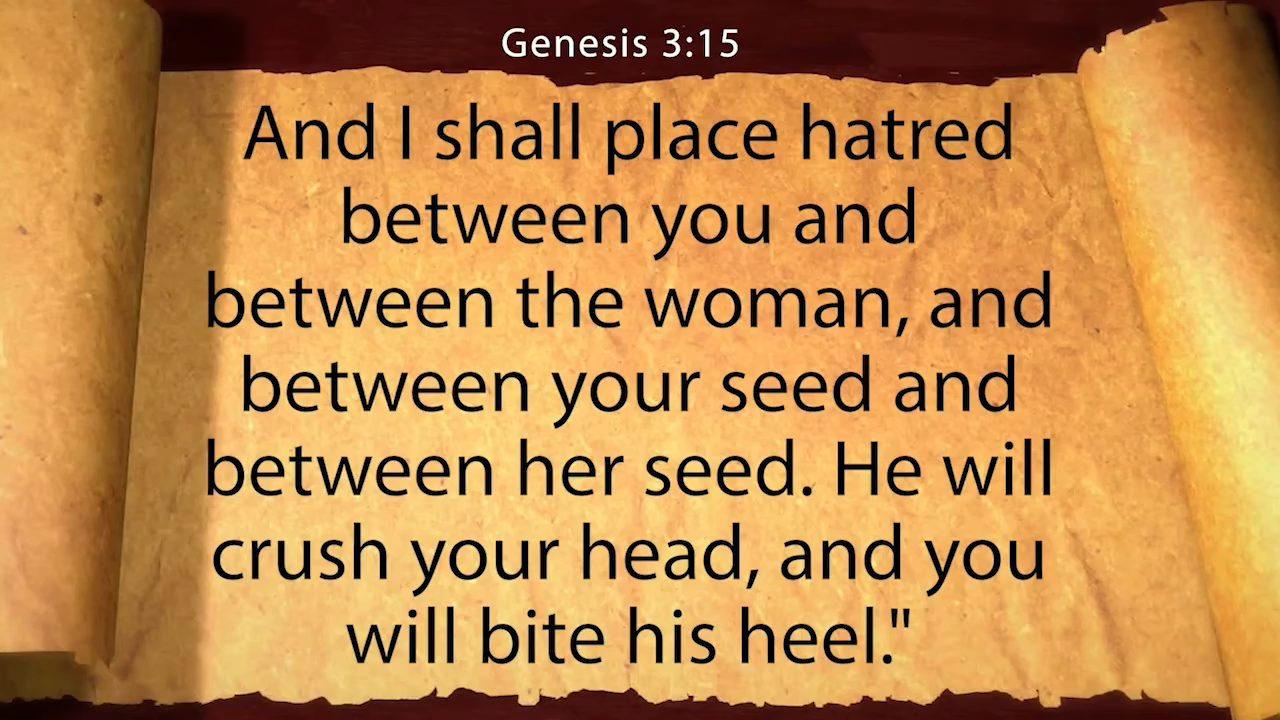 Genesis 3:15
And I shall place hatred
between you and
between the woman, and
between your seed and
between her seed. He will
crush your head, and you
will bite his heel."